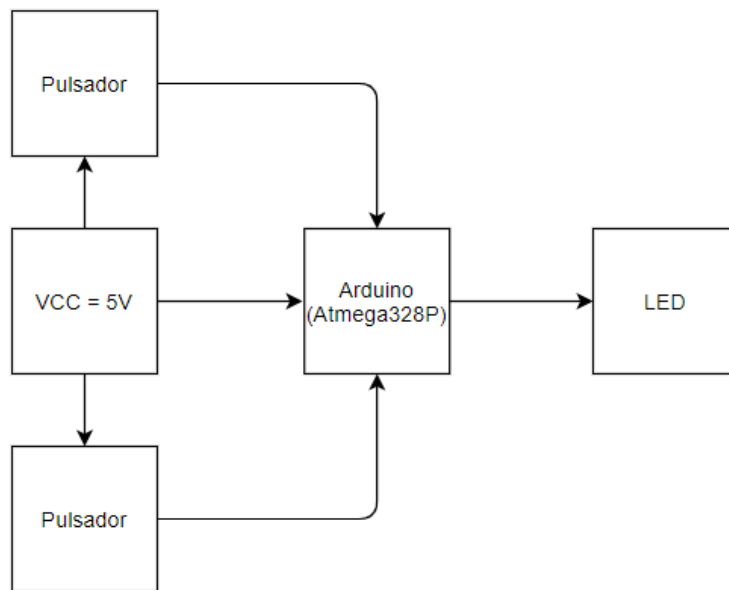 Pulsador
VCC = 5V
Arduino
(Atmega328P)
LED
Pulsador